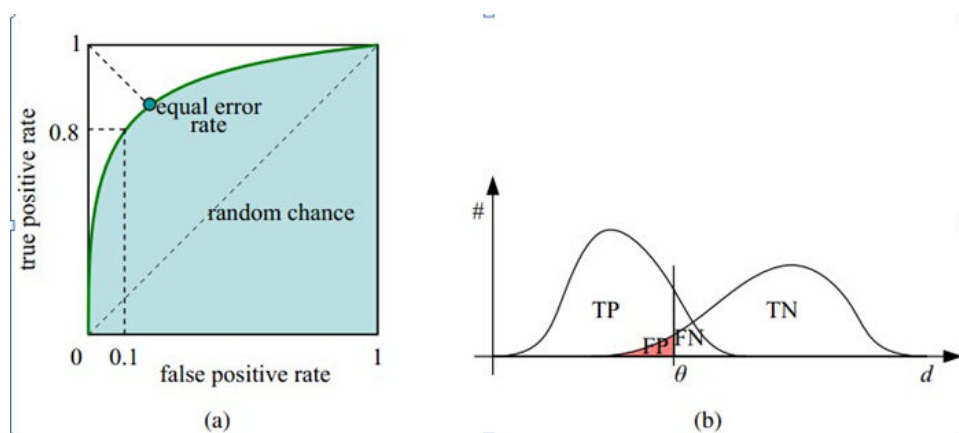 1
equal error
rate
0.8
true positive rate
random chance
0
0.1
1
false positive rate
(a)
#
TP
TN
FP
FN
θ
d
(b)